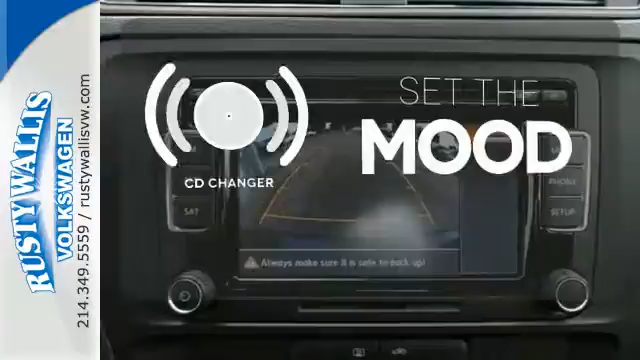 SET THE
MOOD
CD CHANGER
SAT
PHONE
SETUP
Always make sure it is safe to back up!
RUSTY WALLIS
VOLKSWAGEN
214.349.5559 / rustywallisvw.com